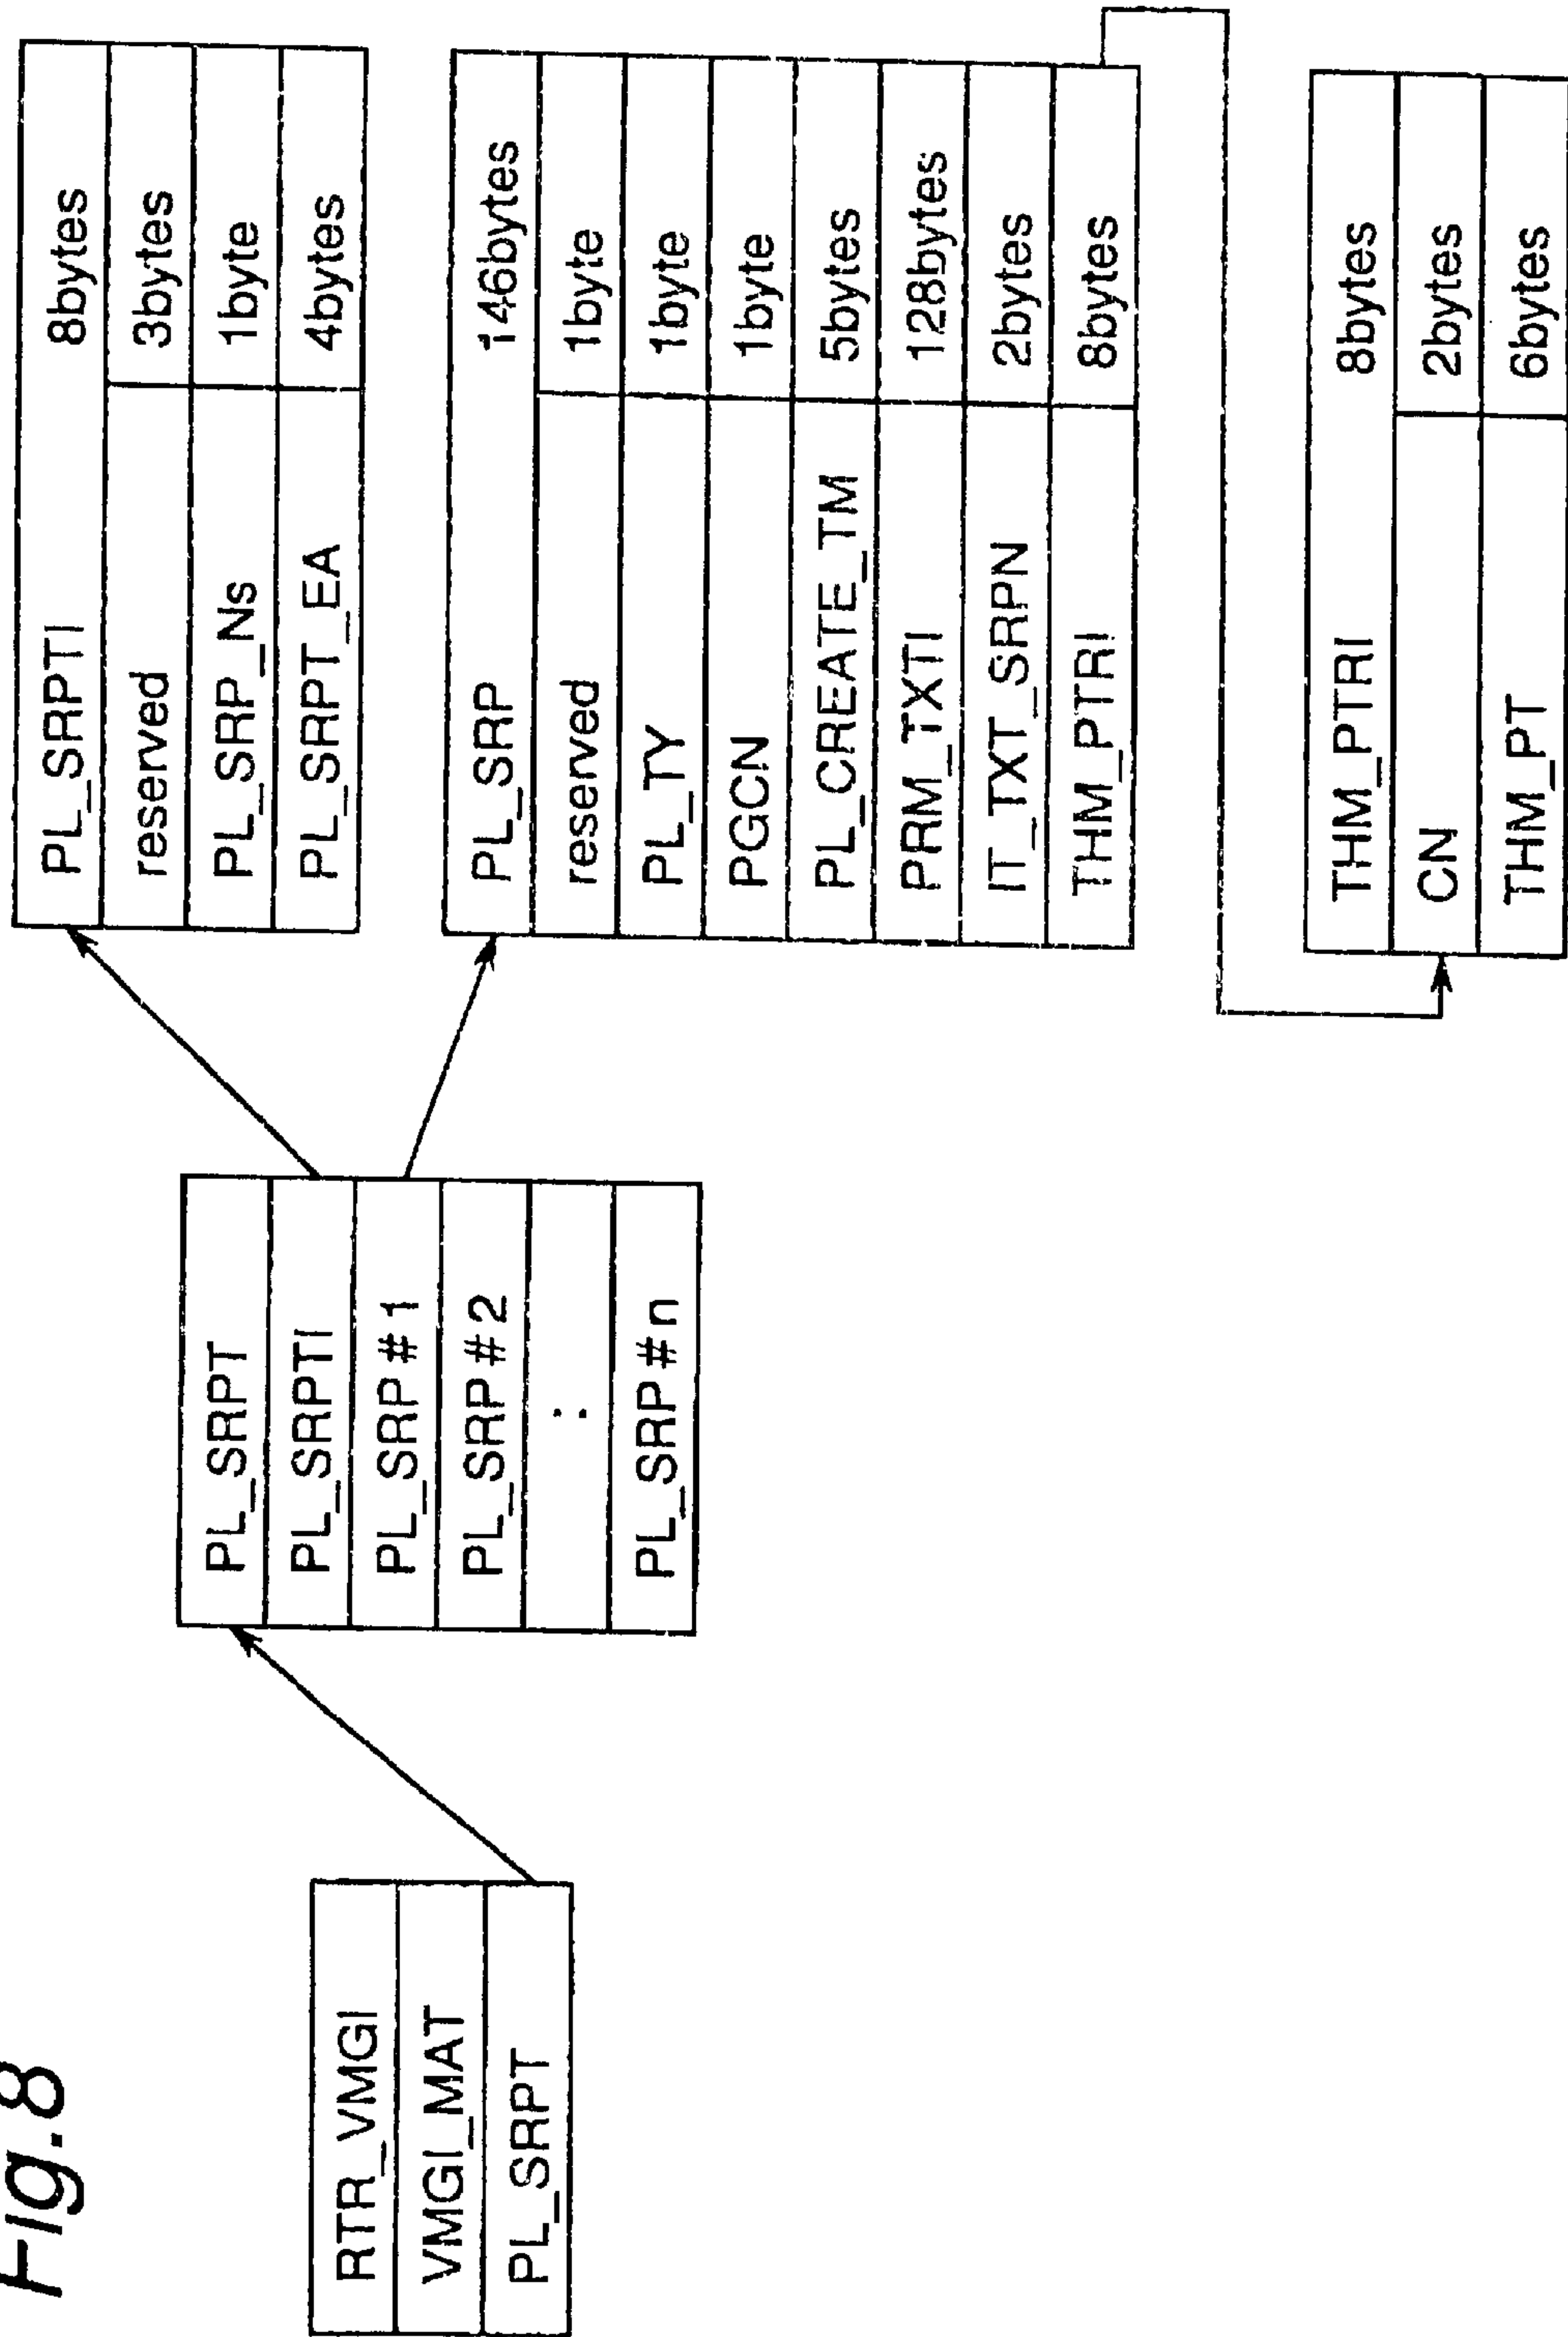 Fig.8
RTR_VMGI
VMGI_MAT
PL_SRPT
PL_SRPT
PL_SRPTI
PL_SRP#1
PL_SRP#2
:
PL_SRP#n
PL_SRPTI 8bytes
reserved 3bytes
PL_SRP_Ns 1byte
PL_SRPT_EA 4bytes
PL_SRP 146bytes
reserved 1byte
PL_TY 1byte
PGCN 1byte
PL_CREATE_TM 5bytes
PRM_TXTI 128bytes
IT_TXT_SRPN 2bytes
THM_PTRI 8bytes
THM_PTRI 8bytes
CN 2bytes
THM_PT 6bytes